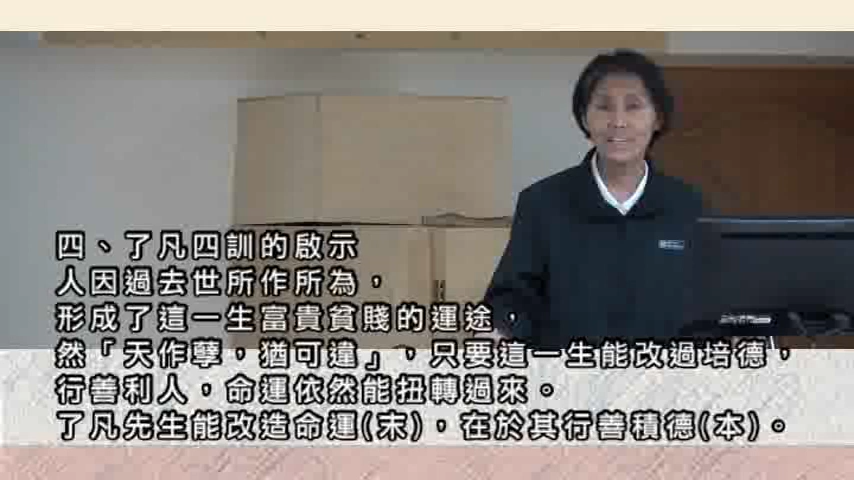 四、了凡四訓的啟示
人因過去世所作所為，
形成了這一生富貴貧賤的運途，
然「天作孽，猶可違」，只要這一生能改過培德，
行善利人，命運依然能扭轉過來。
了凡先生能改造命運(末)，在於其行善積德(本)。